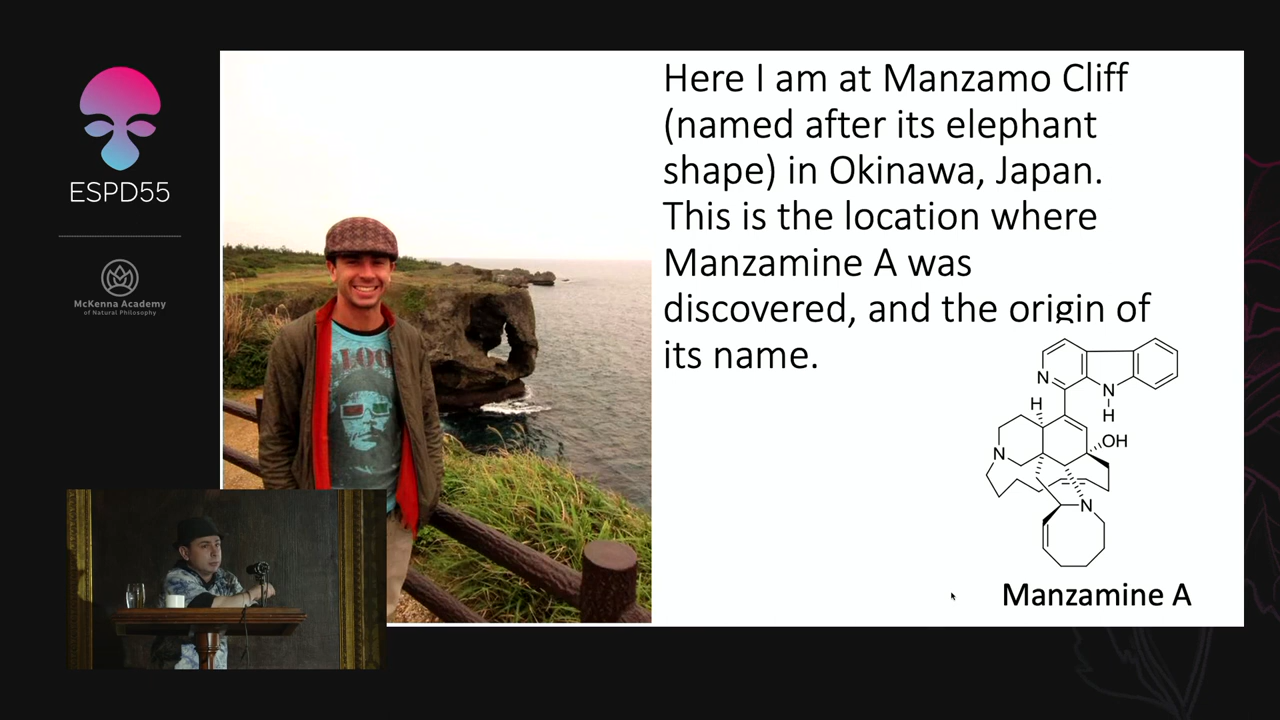 ESPD55
McKenna Academy
of Natural Philosophy
Here I am at Manzamo Cliff
(named after its elephant
shape) in Okinawa, Japan.
This is the location where
Manzamine A was
discovered, and the origin of
its name.
N
N
H
H
OH
N
N
Manzamine A